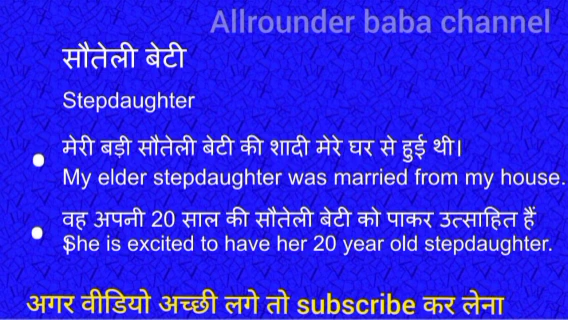 Allrounder baba channel
सौतेली बेटी
Stepdaughter
मेरी बड़ी सौतेली बेटी की शादी मेरे घर से हुई थी।
My elder stepdaughter was married from my house.
वह अपनी 20 साल की सौतेली बेटी को पाकर उत्साहित हैं
She is excited to have her 20 year old stepdaughter.
अगर वीडियो अच्छी लगे तो subscribe कर लेना